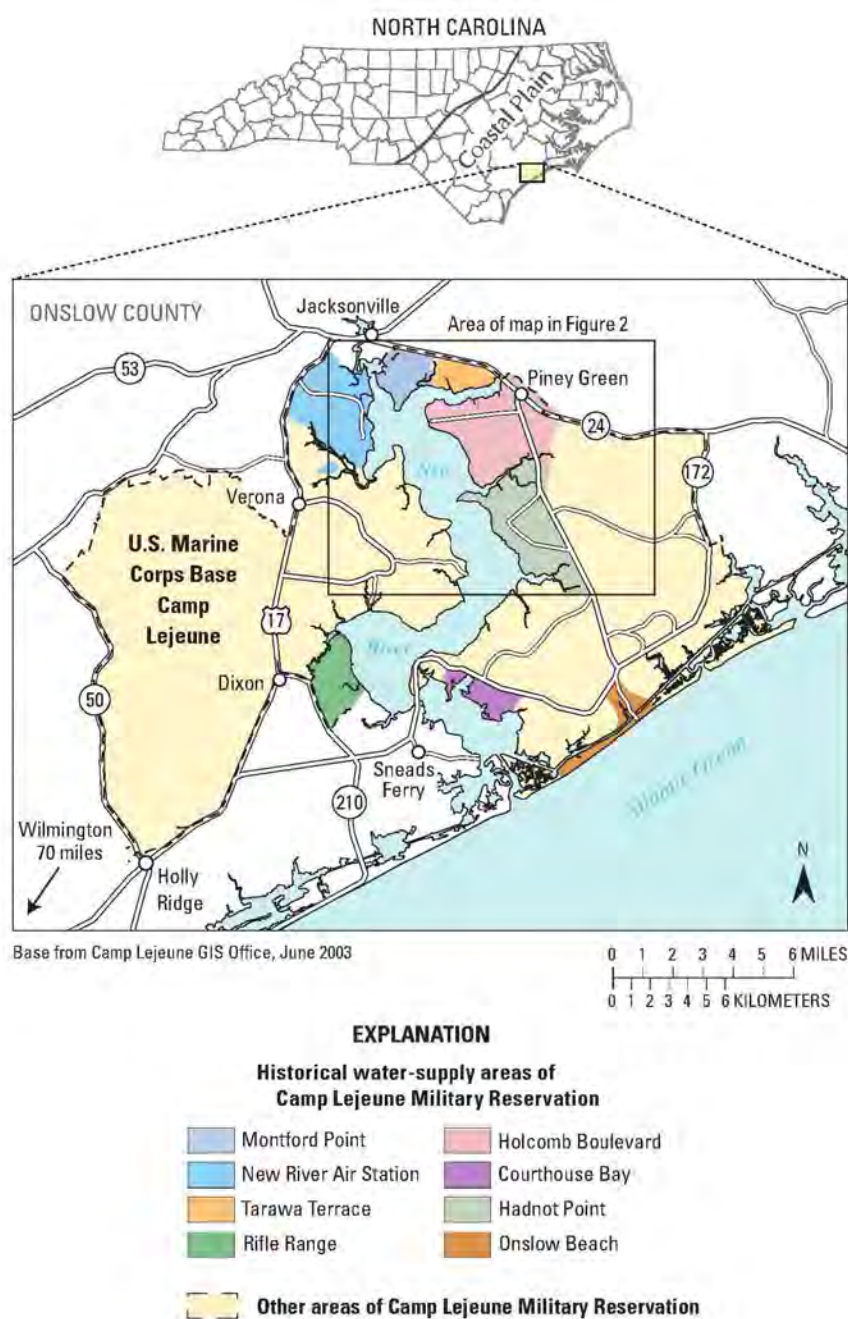 NORTH CAROLINA
Coastal Plain
ONSLOW COUNTY
Jacksonville
Area of map in Figure 2
53
Piney Green
24
New
172
Verona
U.S. Marine
Corps Base
Camp
Lejeune
17
River
Dixon
50
Sneads
Ferry
Atlantic Ocean
210
Wilmington
70 miles
Holly
Ridge
N
Base from Camp Lejeune GIS Office, June 2003
0 1 2 3 4 5 6 MILES
0 1 2 3 4 5 6 KILOMETERS
EXPLANATION
Historical water-supply areas of
Camp Lejeune Military Reservation
Montford Point
Holcomb Boulevard
New River Air Station
Courthouse Bay
Tarawa Terrace
Hadnot Point
Rifle Range
Onslow Beach
Other areas of Camp Lejeune Military Reservation